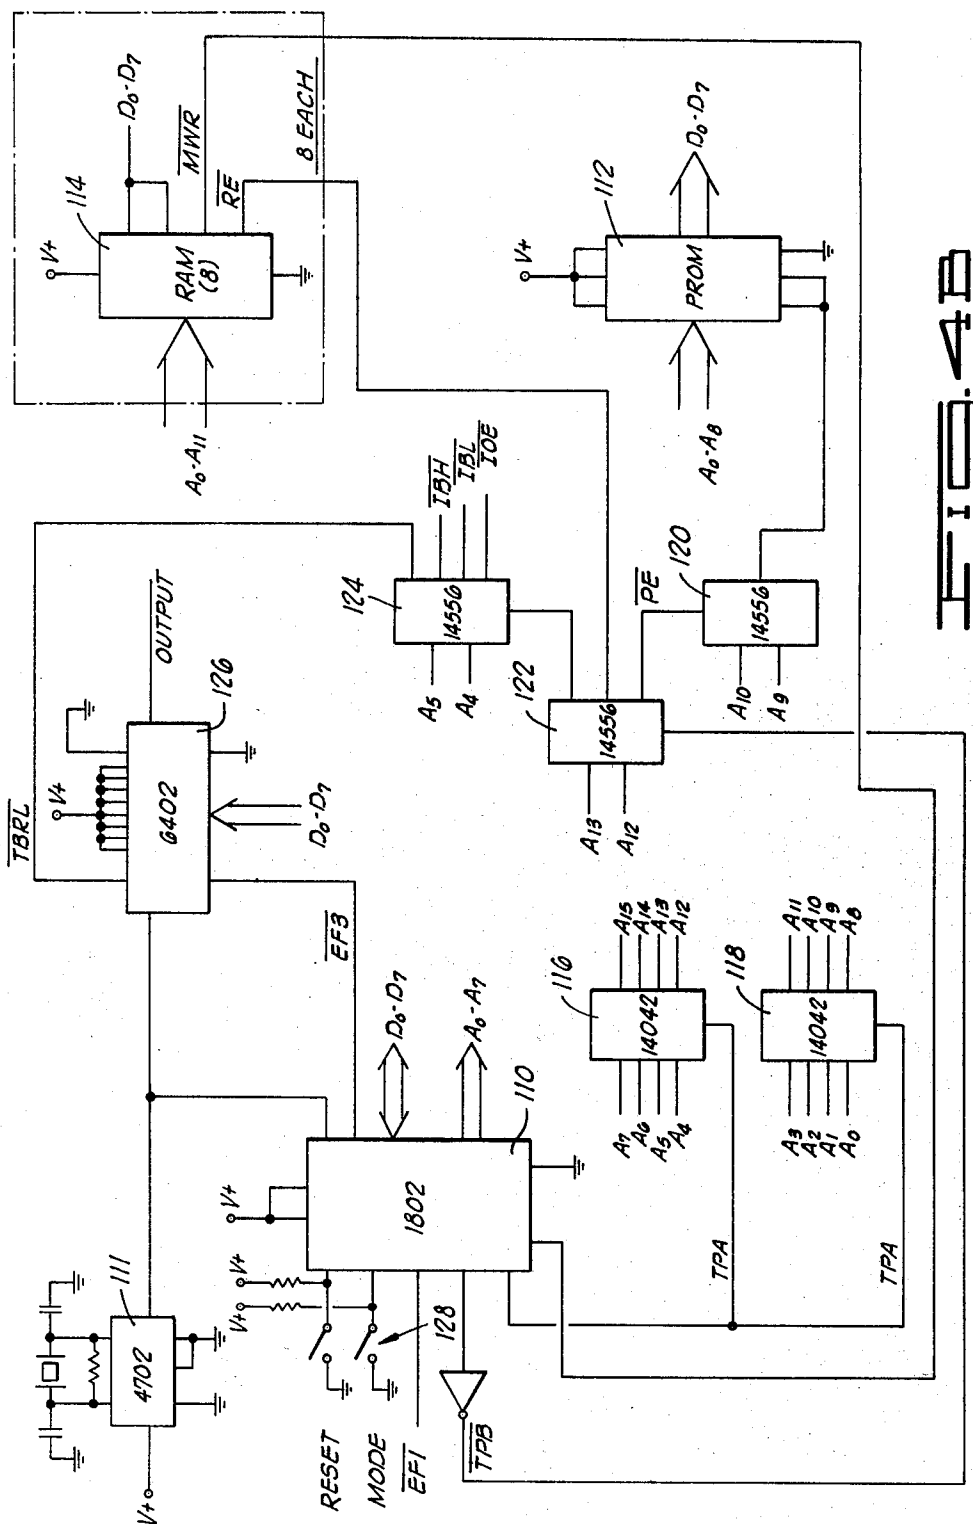 V+
4702
111
RESET
MODE
EF1
TPB
V+
V+
128
V+
1802
110
D0-D7
A0-A7
EF3
TBRL
V+
6402
126
OUTPUT
D0-D7
TPA
TPA
A7
A6
A5
A4
14042
116
A15
A14
A13
A12
A3
A2
A1
A0
14042
118
A11
A10
A9
A8
A13
A12
14556
122
A5
A4
14556
124
IBH
IBL
IOE
PE
A10
A9
14556
120
A0-A11
V+
RAM
(8)
114
D0-D7
MWR
RE
8 EACH
A0-A8
V+
PROM
112
D0-D7
FIG. 4B